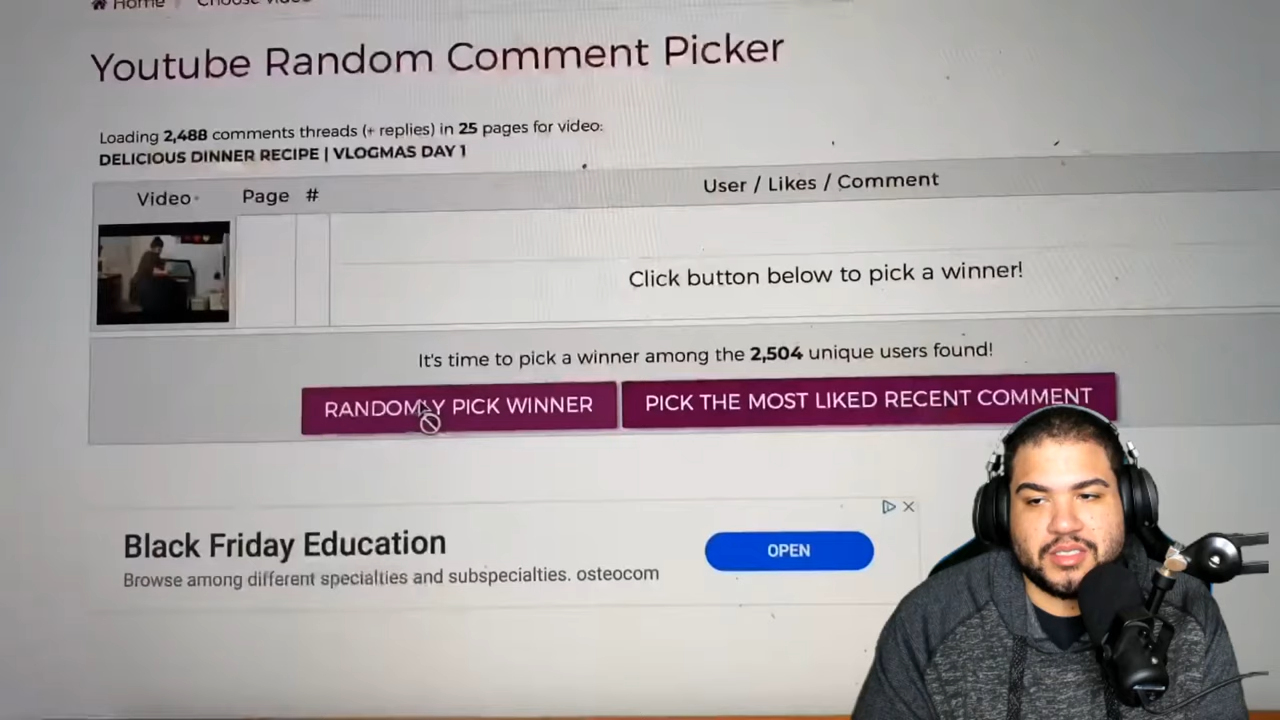 Home
Youtube Random Comment Picker
Loading 2,488 comments threads (+ replies) in 25 pages for video:
DELICIOUS DINNER RECIPE | VLOGMAS DAY 1
Video Page # User / Likes / Comment
Click button below to pick a winner!
It's time to pick a winner among the 2,504 unique users found!
RANDOMLY PICK WINNER PICK THE MOST LIKED RECENT COMMENT
Black Friday Education
Browse among different specialties and subspecialties. osteocom
OPEN